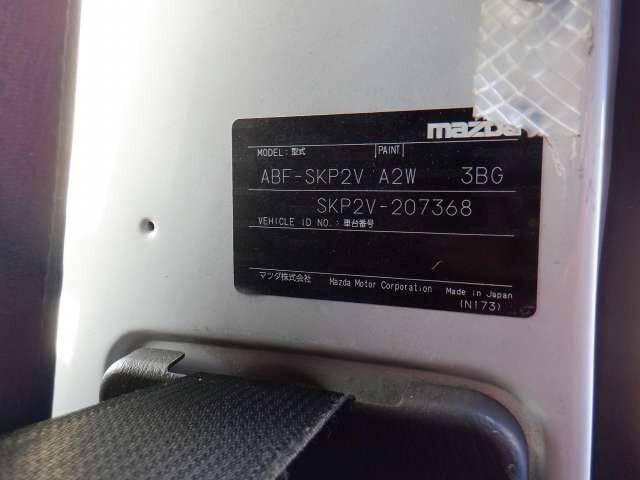 mazda
MODEL : 型式 PAINT
ABF-SKP2V A2W 3BG
SKP2V-207368
VEHICLE ID NO. : 車台番号
マツダ株式会社 Mazda Motor Corporation Made in Japan
(N173)